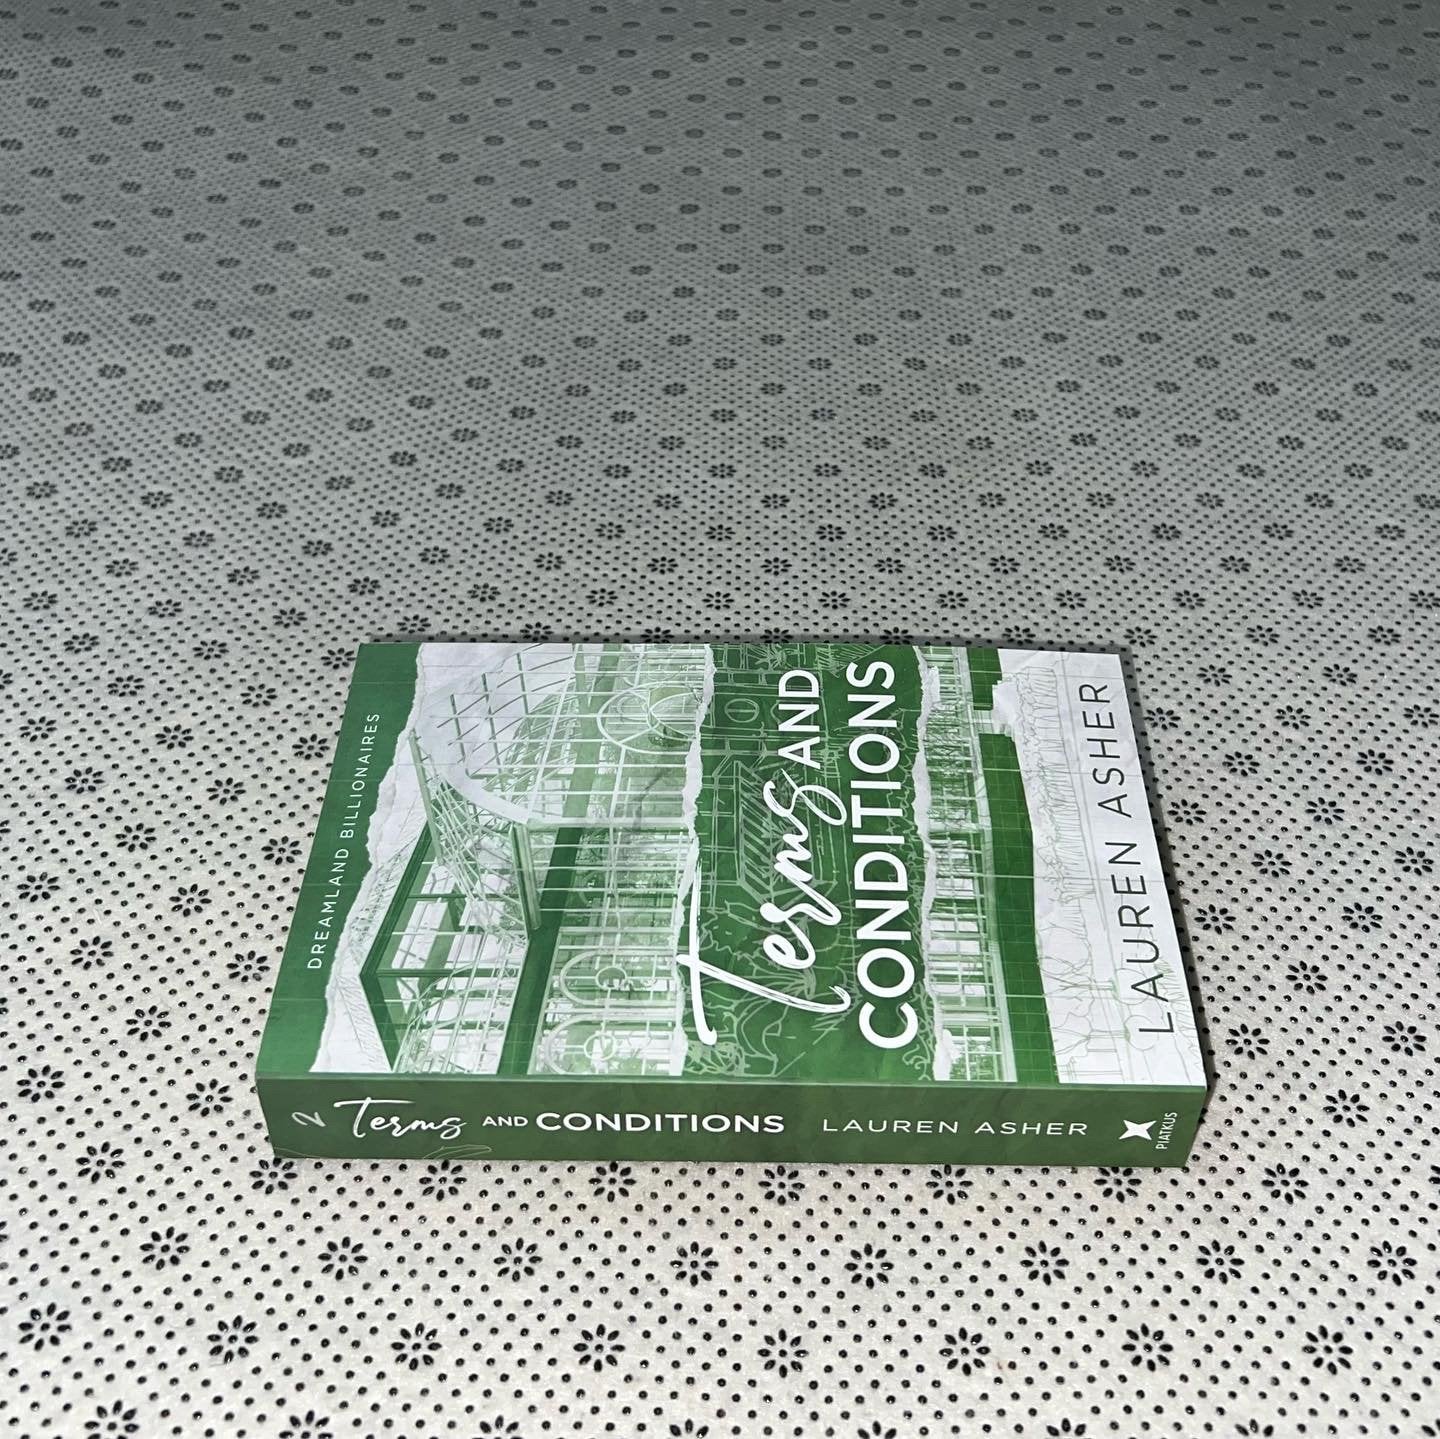 DREAMLAND BILLIONAIRES
Terms AND
CONDITIONS
LAUREN ASHER
2 Terms AND CONDITIONS LAUREN ASHER PIATKUS